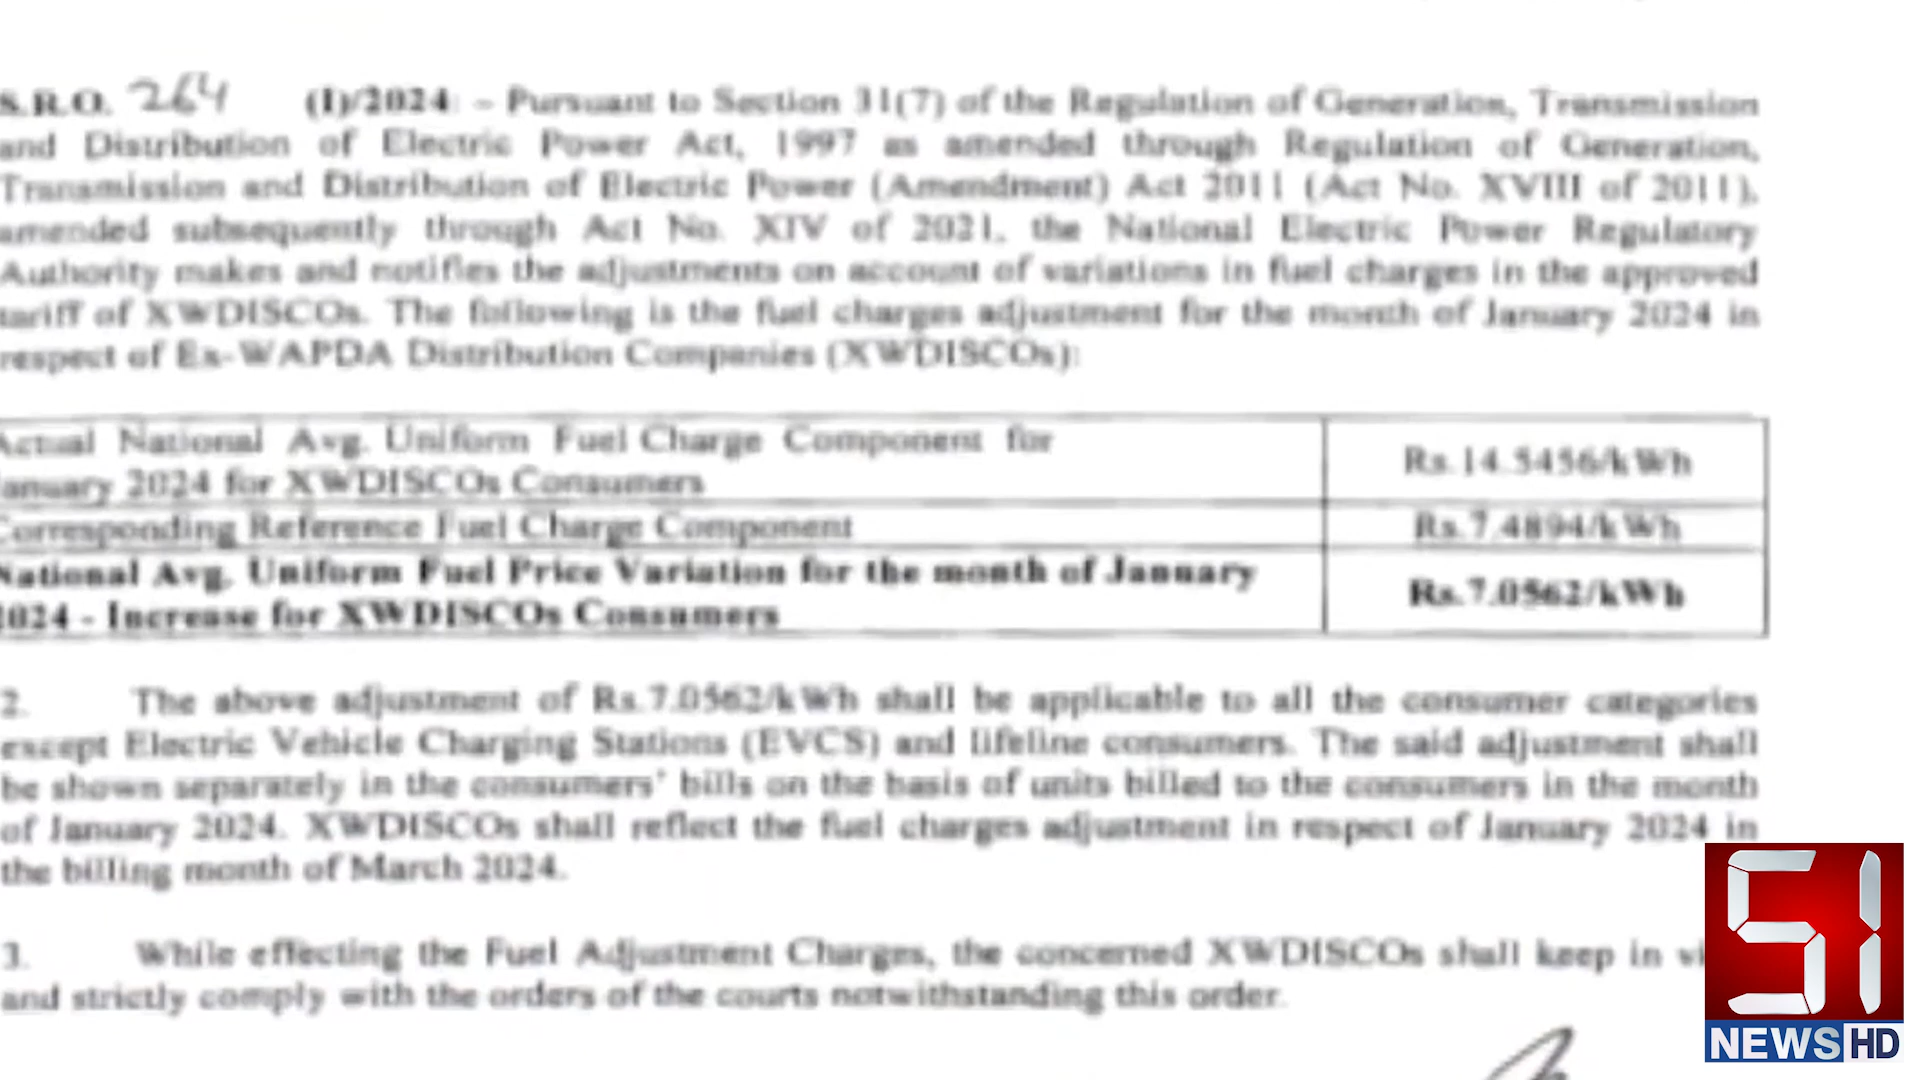 S.R.O. 264 (I)/2024: - Pursuant to Section 31(7) of the Regulation of Generation, Transmission
and Distribution of Electric Power Act, 1997 as amended through Regulation of Generation,
Transmission and Distribution of Electric Power (Amendment) Act 2011 (Act No. XVIII of 2011),
amended subsequently through Act No. XIV of 2021, the National Electric Power Regulatory
Authority makes and notifies the adjustments on account of variations in fuel charges in the approved
tariff of XWDISCOs. The following is the fuel charges adjustment for the month of January 2024 in
respect of Ex-WAPDA Distribution Companies (XWDISCOs):
Actual National Avg. Uniform Fuel Charge Component for
January 2024 for XWDISCOs Consumers
Rs.14.5456/kWh
Corresponding Reference Fuel Charge Component
Rs.7.4894/kWh
National Avg. Uniform Fuel Price Variation for the month of January
2024 - Increase for XWDISCOs Consumers
Rs.7.0562/kWh
2. The above adjustment of Rs.7.0562/kWh shall be applicable to all the consumer categories
except Electric Vehicle Charging Stations (EVCS) and lifeline consumers. The said adjustment shall
be shown separately in the consumers' bills on the basis of units billed to the consumers in the month
of January 2024. XWDISCOs shall reflect the fuel charges adjustment in respect of January 2024 in
the billing month of March 2024.
3. While effecting the Fuel Adjustment Charges, the concerned XWDISCOs shall keep in
and strictly comply with the orders of the courts notwithstanding this order.
51
NEWS HD